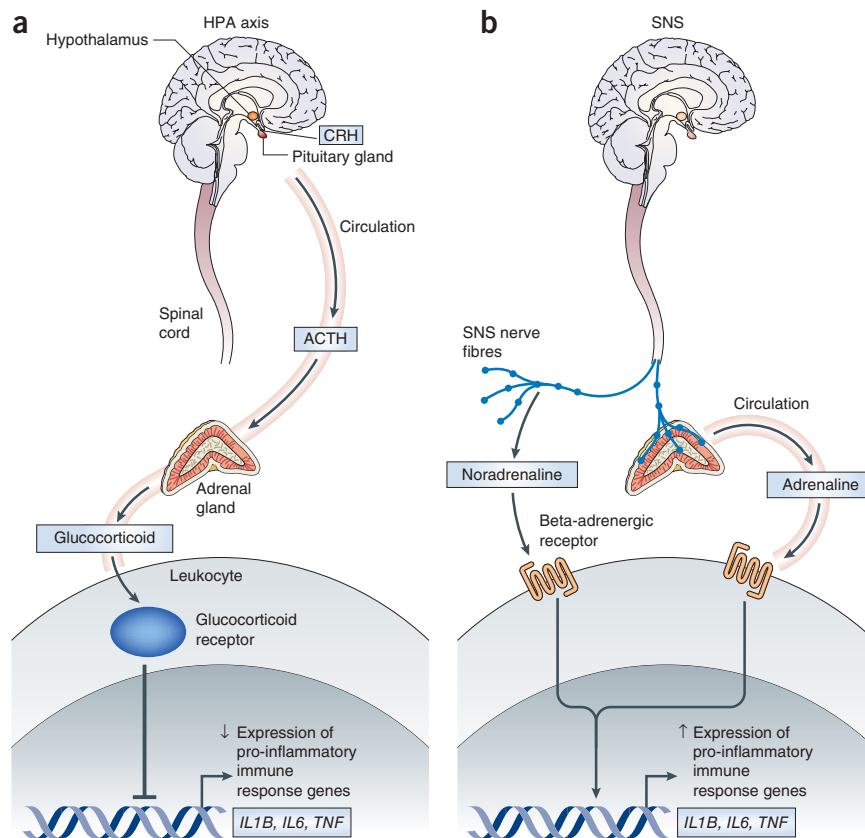 a
HPA axis
Hypothalamus
CRH
Pituitary gland
Circulation
Spinal
cord
ACTH
Adrenal
gland
Glucocorticoid
Leukocyte
Glucocorticoid
receptor
↓ Expression of
pro-inflammatory
immune
response genes
IL1B, IL6, TNF
b
SNS
SNS nerve
fibres
Circulation
Noradrenaline
Adrenaline
Beta-adrenergic
receptor
↑ Expression of
pro-inflammatory
immune
response genes
IL1B, IL6, TNF